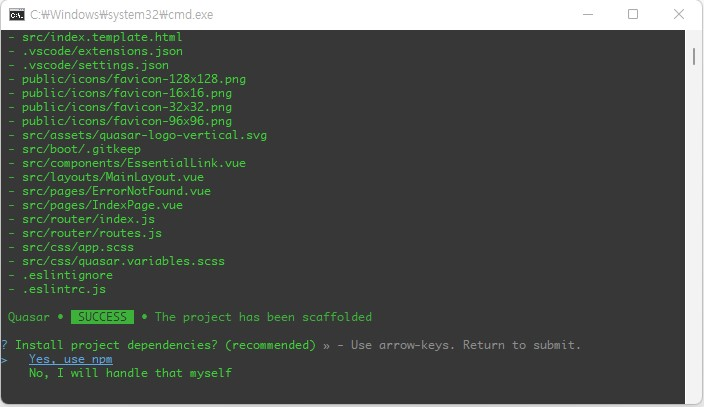 C:₩Windows₩system32₩cmd.exe
- src/index.template.html
- .vscode/extensions.json
- .vscode/settings.json
- public/icons/favicon-128x128.png
- public/icons/favicon-16x16.png
- public/icons/favicon-32x32.png
- public/icons/favicon-96x96.png
- src/assets/quasar-logo-vertical.svg
- src/boot/.gitkeep
- src/components/EssentialLink.vue
- src/layouts/MainLayout.vue
- src/pages/ErrorNotFound.vue
- src/pages/IndexPage.vue
- src/router/index.js
- src/router/routes.js
- src/css/app.scss
- src/css/quasar.variables.scss
- .eslintignore
- .eslintrc.js
Quasar • SUCCESS • The project has been scaffolded
? Install project dependencies? (recommended) » - Use arrow-keys. Return to submit.
> Yes, use npm
No, I will handle that myself